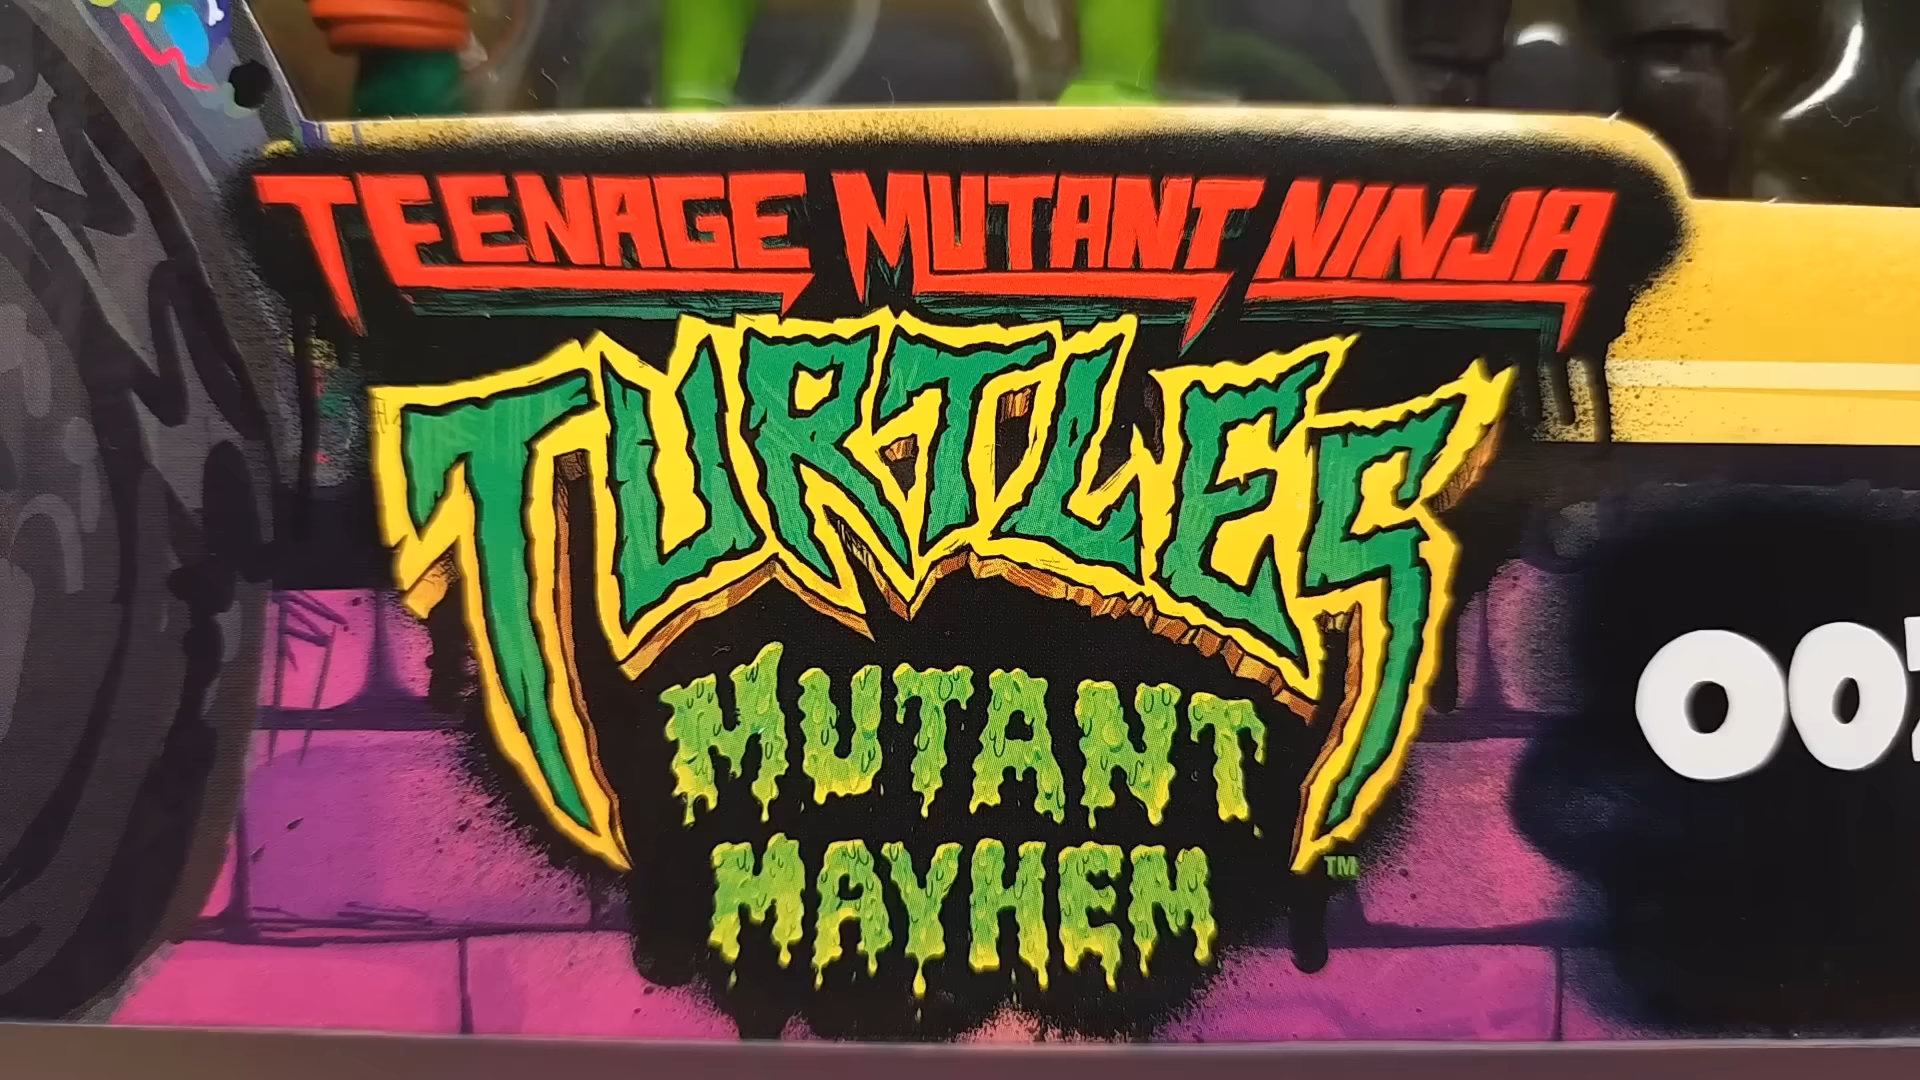 TEENAGE MUTANT NINJA
TURTLES
MUTANT
MAYHEM
TM